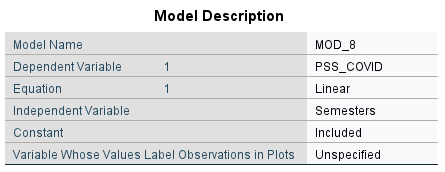 Model Description
Model Name MOD_8
Dependent Variable 1 PSS_COVID
Equation 1 Linear
Independent Variable Semesters
Constant Included
Variable Whose Values Label Observations in Plots Unspecified